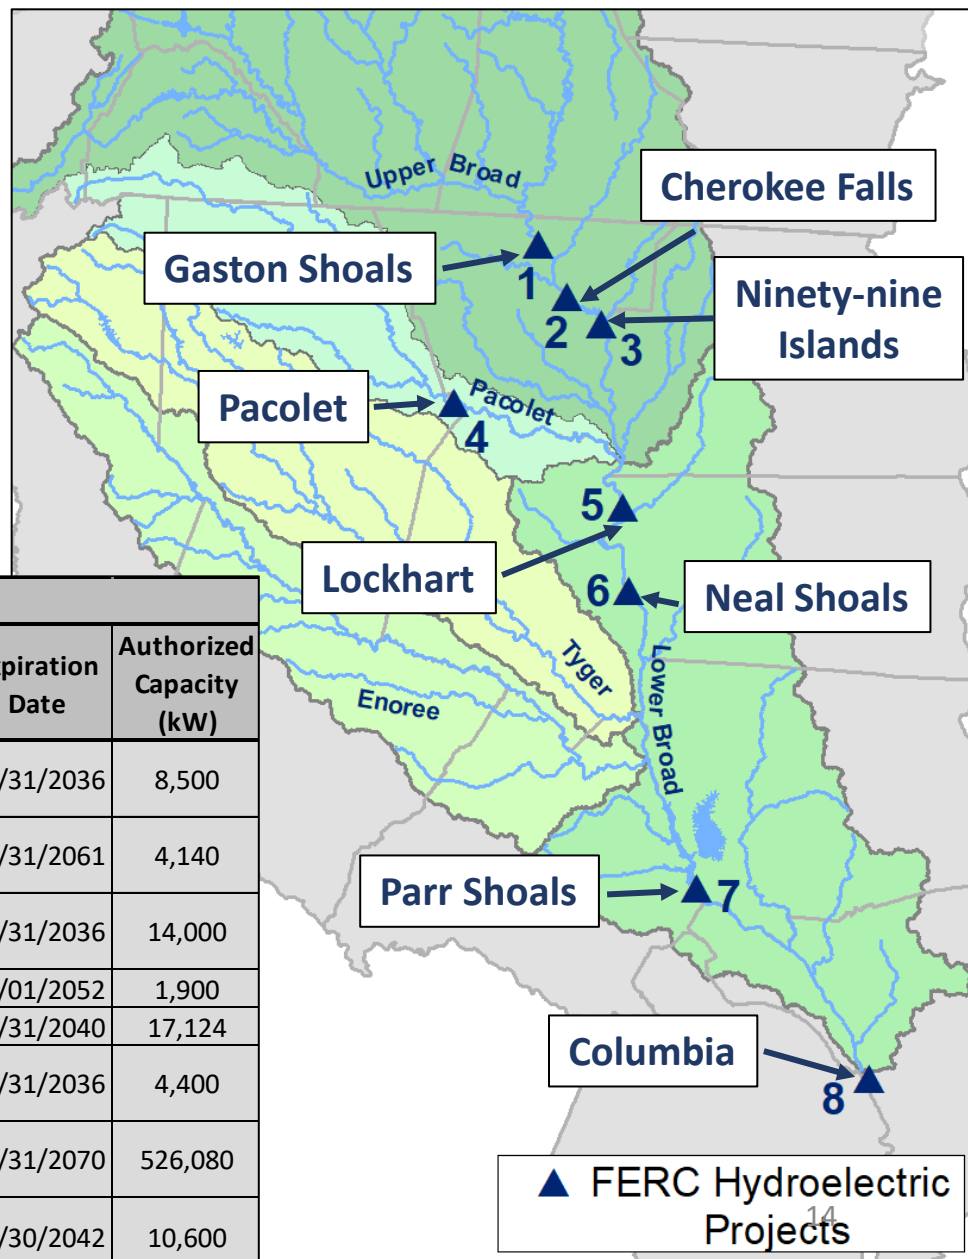 Upper Broad
Cherokee Falls
Gaston Shoals
1
2
3
Ninety-nine
Islands
Pacolet
Pacolet
4
5
Lockhart
6
Neal Shoals
Tyger
Enoree
Lower Broad
piration
Date
Authorized
Capacity
(kW)
/31/2036 8,500
/31/2061 4,140
/31/2036 14,000
/01/2052 1,900
/31/2040 17,124
/31/2036 4,400
/31/2070 526,080
/30/2042 10,600
Parr Shoals
7
Columbia
8
FERC Hydroelectric
Projects
14